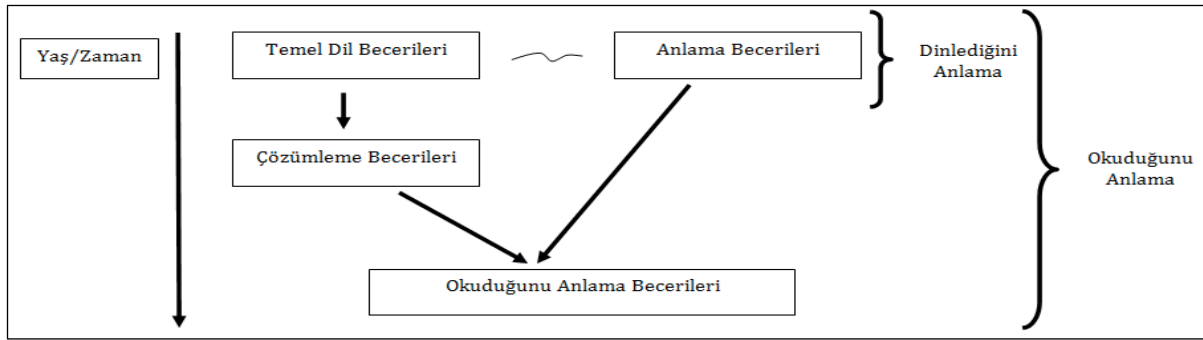 Yaş/Zaman
Temel Dil Becerileri
Anlama Becerileri
Dinlediğini
Anlama
Çözümleme Becerileri
Okuduğunu
Anlama
Okuduğunu Anlama Becerileri